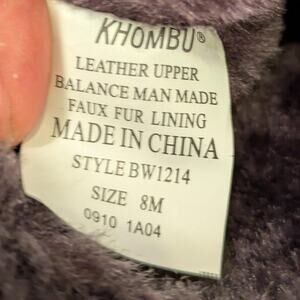 KHOMBU®
LEATHER UPPER
BALANCE MAN MADE
FAUX FUR LINING
MADE IN CHINA
STYLE BW1214
SIZE 8M
0910 1A04